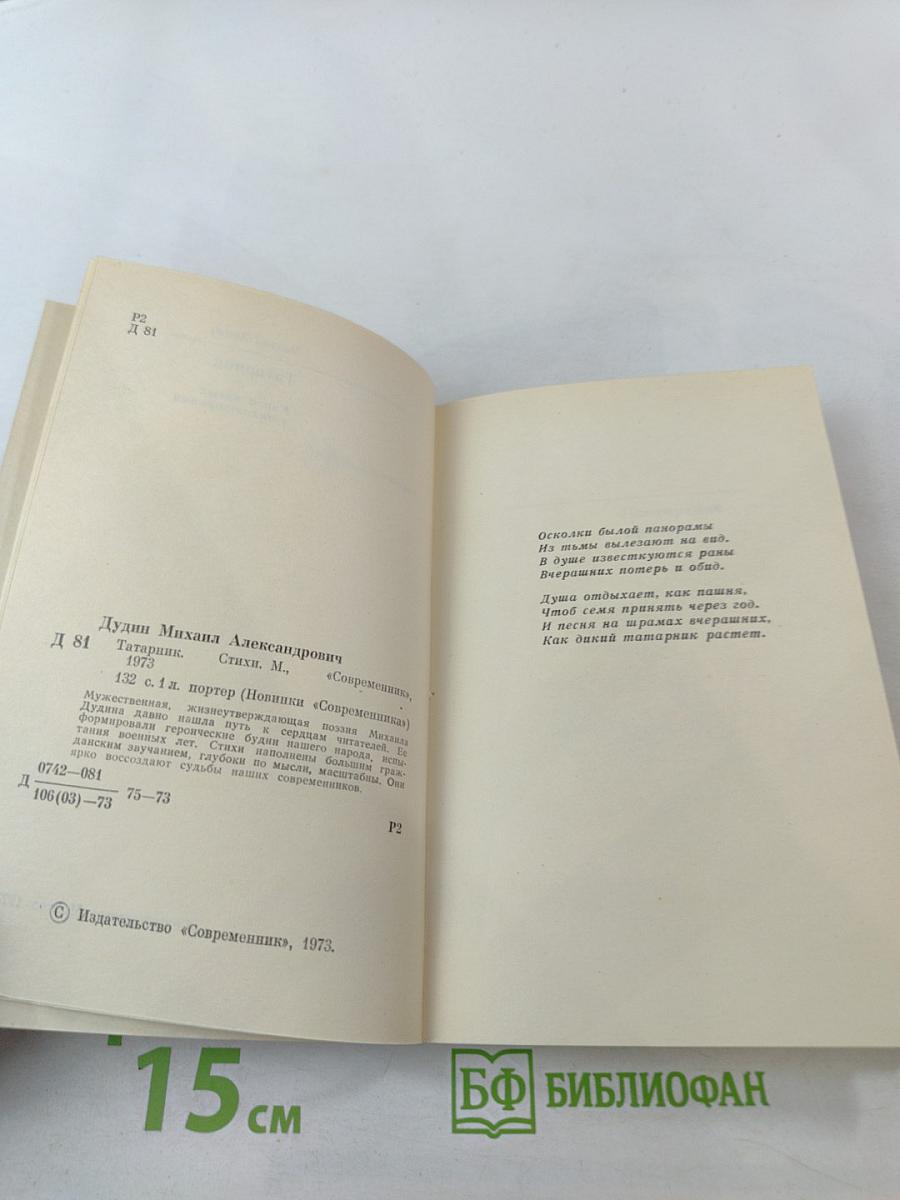 Р2
Д 81
Дудин Михаил Александрович
Д 81 Татарник. Стихи. М., «Современник»,
1973
132 с. 1 л. портер (Новинки «Современника»)
Мужественная, жизнеутверждающая поэзия Михаила
Дудина давно нашла путь к сердцам читателей. Ее
формировали героические будни нашего народа, испы-
тания военных лет. Стихи наполнены большим граж-
данским звучанием, глубоки по мысли, масштабны. Они
ярко воссоздают судьбы наших современников.
Д 0742—081
106(03)—73 75—73
Р2
© Издательство «Современник», 1973.
Осколки былой панорамы
Из тьмы вылезают на вид.
В душе известкуются раны
Вчерашних потерь и обид.
Душа отдыхает, как пашня,
Чтоб семя принять через год.
И песня на шрамах вчерашних,
Как дикий татарник растет.
15 см
БФ БИБЛИОФАН